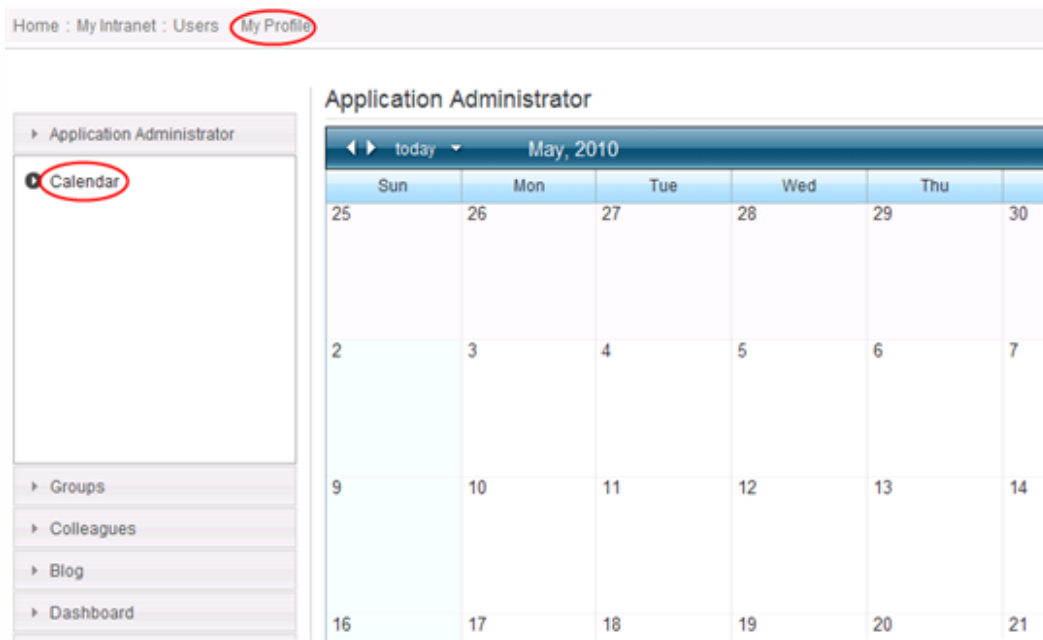 Home : My Intranet : Users My Profile
Application Administrator
Application Administrator
Calendar
Groups
Colleagues
Blog
Dashboard
today May, 2010
Sun Mon Tue Wed Thu
25 26 27 28 29 30
2 3 4 5 6 7
9 10 11 12 13 14
16 17 18 19 20 21